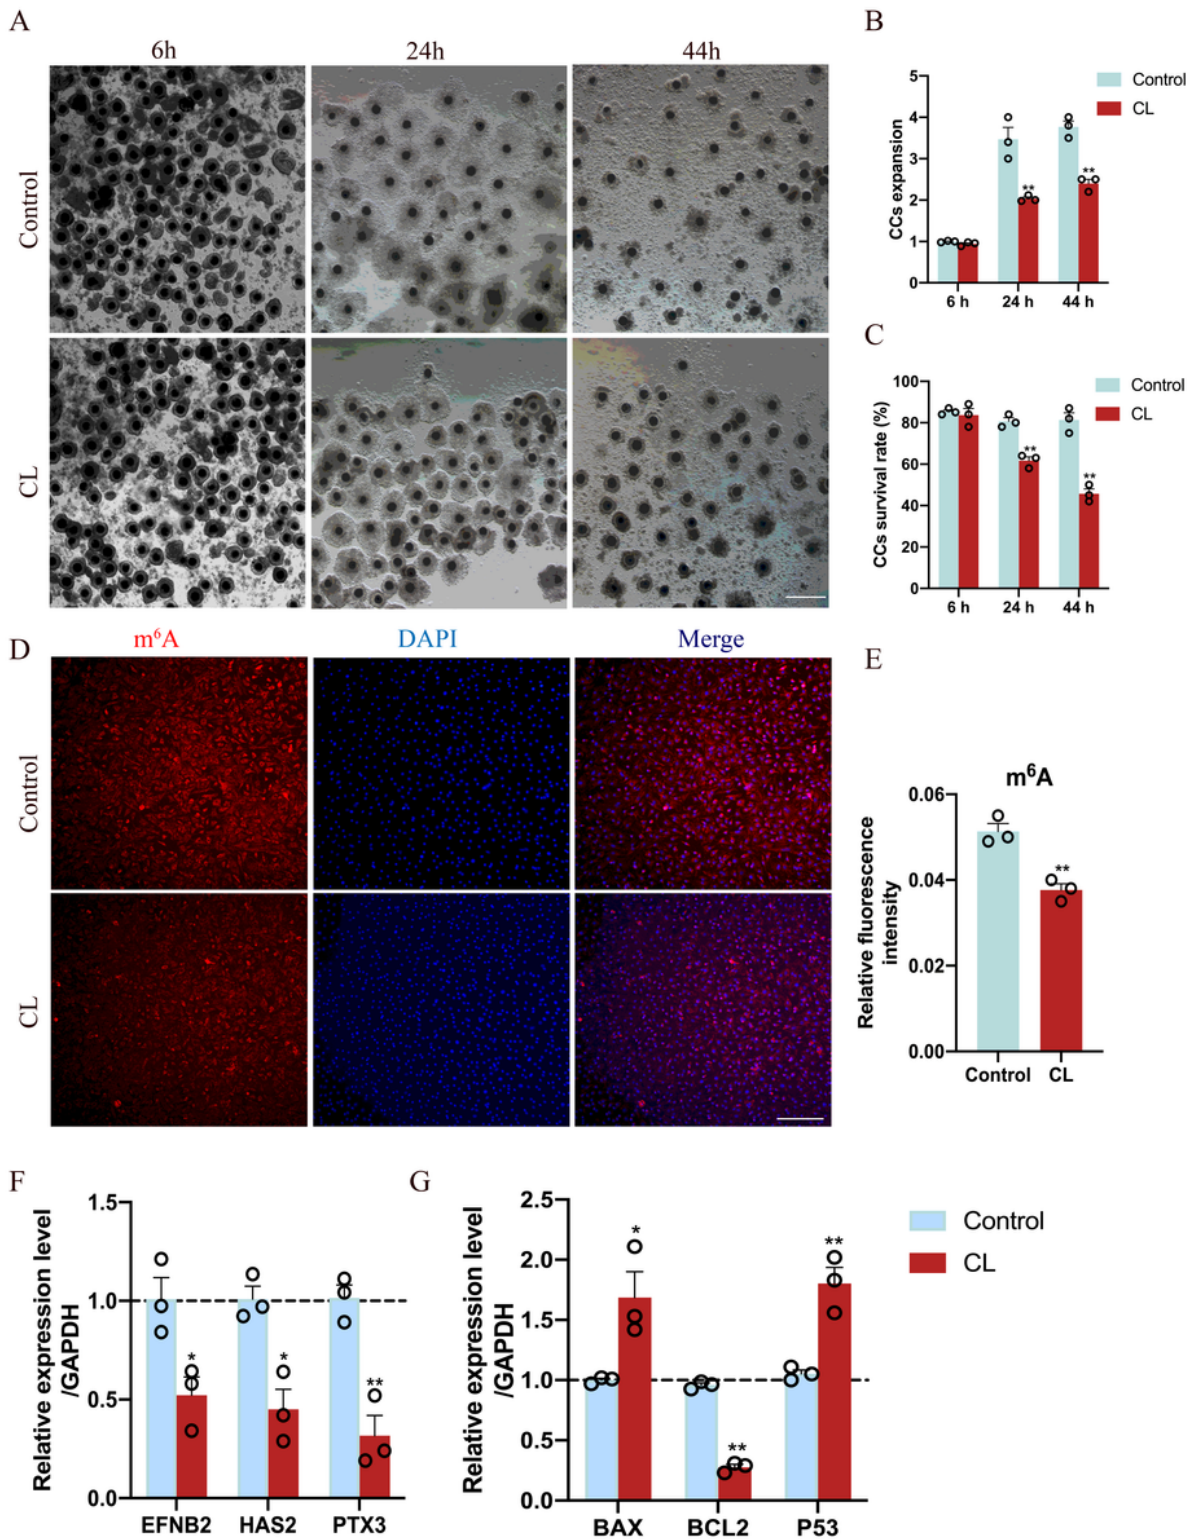 A
6h
24h
44h
Control
CL
B
CCs expansion
5
4
3
2
1
0
6 h
24 h
44 h
**
**
Control
CL
C
CCs survival rate (%)
100
80
60
40
20
0
6 h
24 h
44 h
**
**
Control
CL
D
m⁶A
DAPI
Merge
Control
CL
E
m⁶A
Relative fluorescence
intensity
0.06
0.04
0.02
0.00
**
Control
CL
F
Relative expression level
/GAPDH
1.5
1.0
0.5
0.0
*
*
**
EFNB2
HAS2
PTX3
G
Relative expression level
/GAPDH
2.5
2.0
1.5
1.0
0.5
0.0
*
**
**
BAX
BCL2
P53
Control
CL